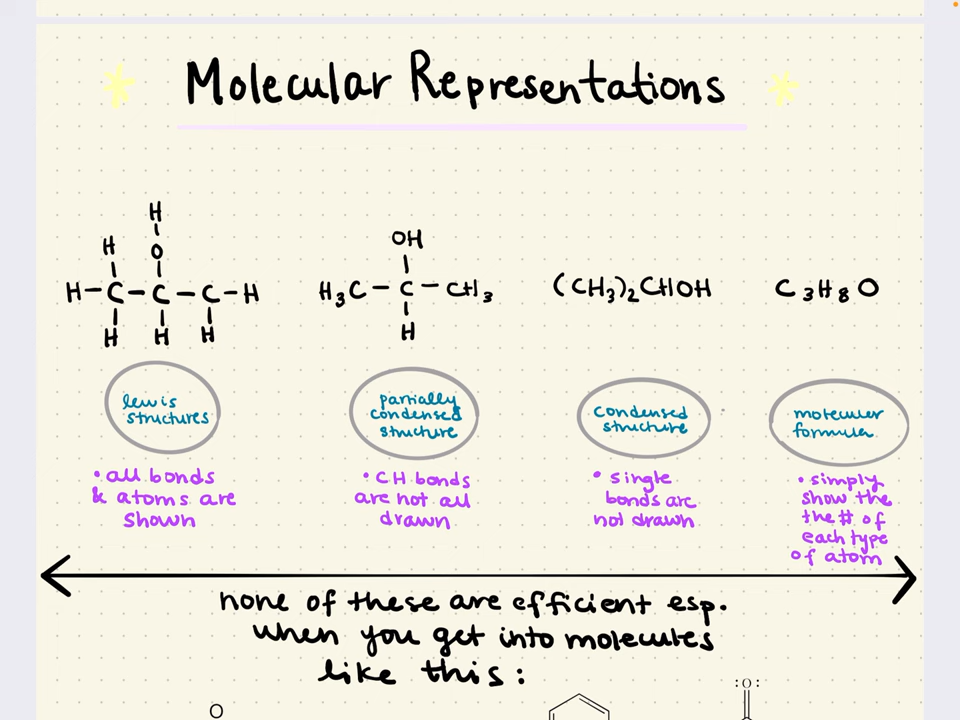 * Molecular Representations *
H
H O
H-C-C-C-H
H H H
OH
H₃C-C-CH₃
H
(CH₃)₂CHOH
C₃H₈O
lewis
structures
• all bonds
& atoms are
shown
partially
condensed
structure
• CH bonds
are not all
drawn
condensed
structure
• single
bonds are
not drawn
molecular
formula
• simply
show the
the # of
each type
of atom
none of these are efficient esp.
when you get into molecules
like this:
O
:O: